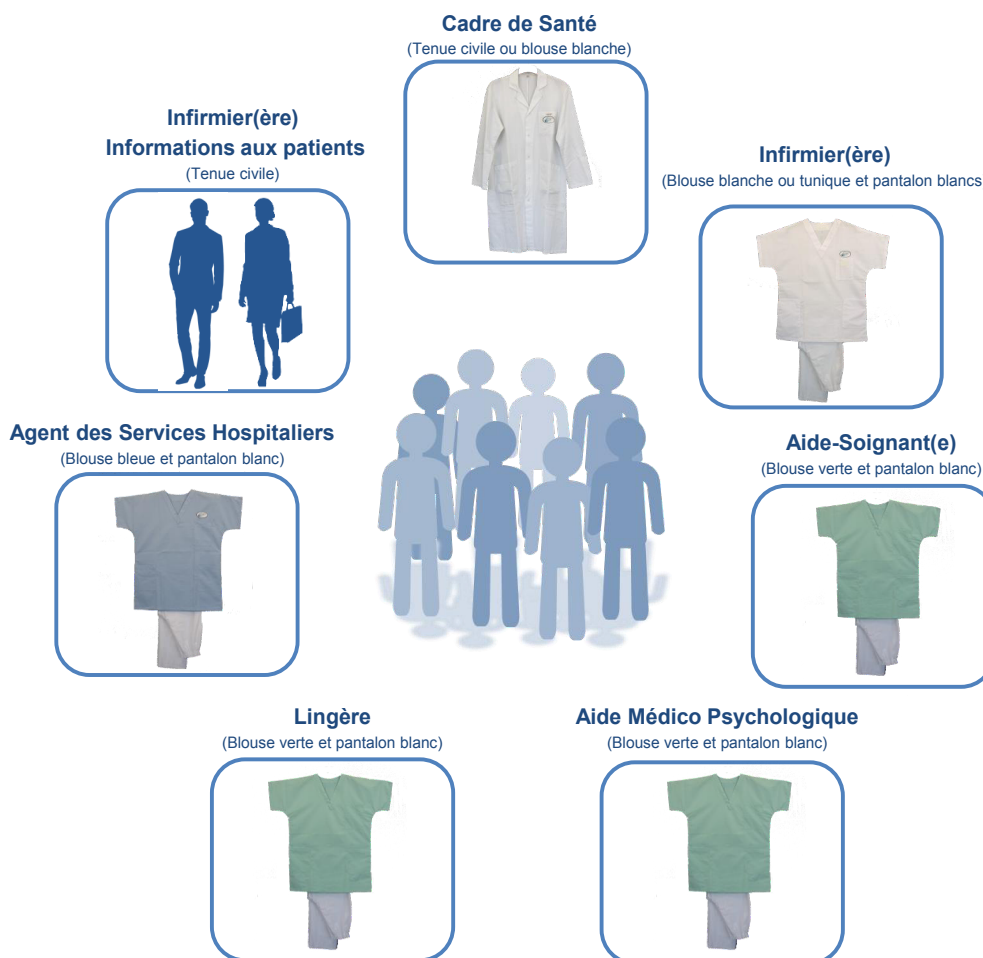 Cadre de Santé
(Tenue civile ou blouse blanche)
Infirmier(ère)
Informations aux patients
(Tenue civile)
Infirmier(ère)
(Blouse blanche ou tunique et pantalon blancs
Agent des Services Hospitaliers
(Blouse bleue et pantalon blanc)
Aide-Soignant(e)
(Blouse verte et pantalon blanc)
Lingère
(Blouse verte et pantalon blanc)
Aide Médico Psychologique
(Blouse verte et pantalon blanc)